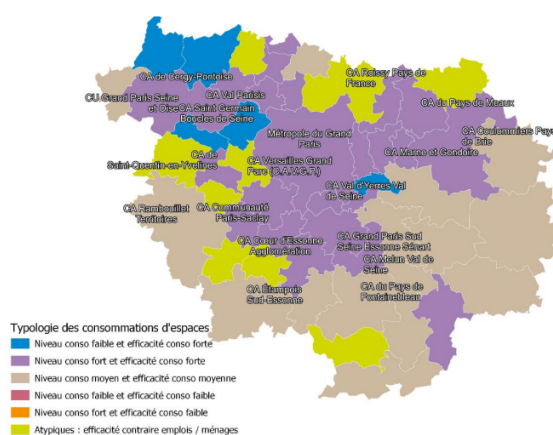 CA de Cergy-Pontoise
CA Roissy Pays de
France
CA Val Parisis
CU Grand Paris Seine
et Oise
CA Saint Germain
Boucles de Seine
CA du Pays de Meaux
Métropole du Grand
Paris
CA Coulommiers Pays
de Brie
CA Marne et Gondoire
CA de
Saint-Quentin-en-Yvelines
CA Versailles Grand
Parc (C.A.V.G.P.)
CA Val d'Yerres Val
de Seine
CA Rambouillet
Territoires
CA Communauté
Paris-Saclay
CA Cœur d'Essonne
Agglomération
CA Grand Paris Sud
Seine Essonne Sénart
CA Melun Val de
Seine
CA Étampois
Sud-Essonne
CA du Pays de
Fontainebleau
Typologie des consommations d'espaces
Niveau conso faible et efficacité conso forte
Niveau conso fort et efficacité conso forte
Niveau conso moyen et efficacité conso moyenne
Niveau conso faible et efficacité conso faible
Niveau conso fort et efficacité conso faible
Atypiques : efficacité contraire emplois / ménages